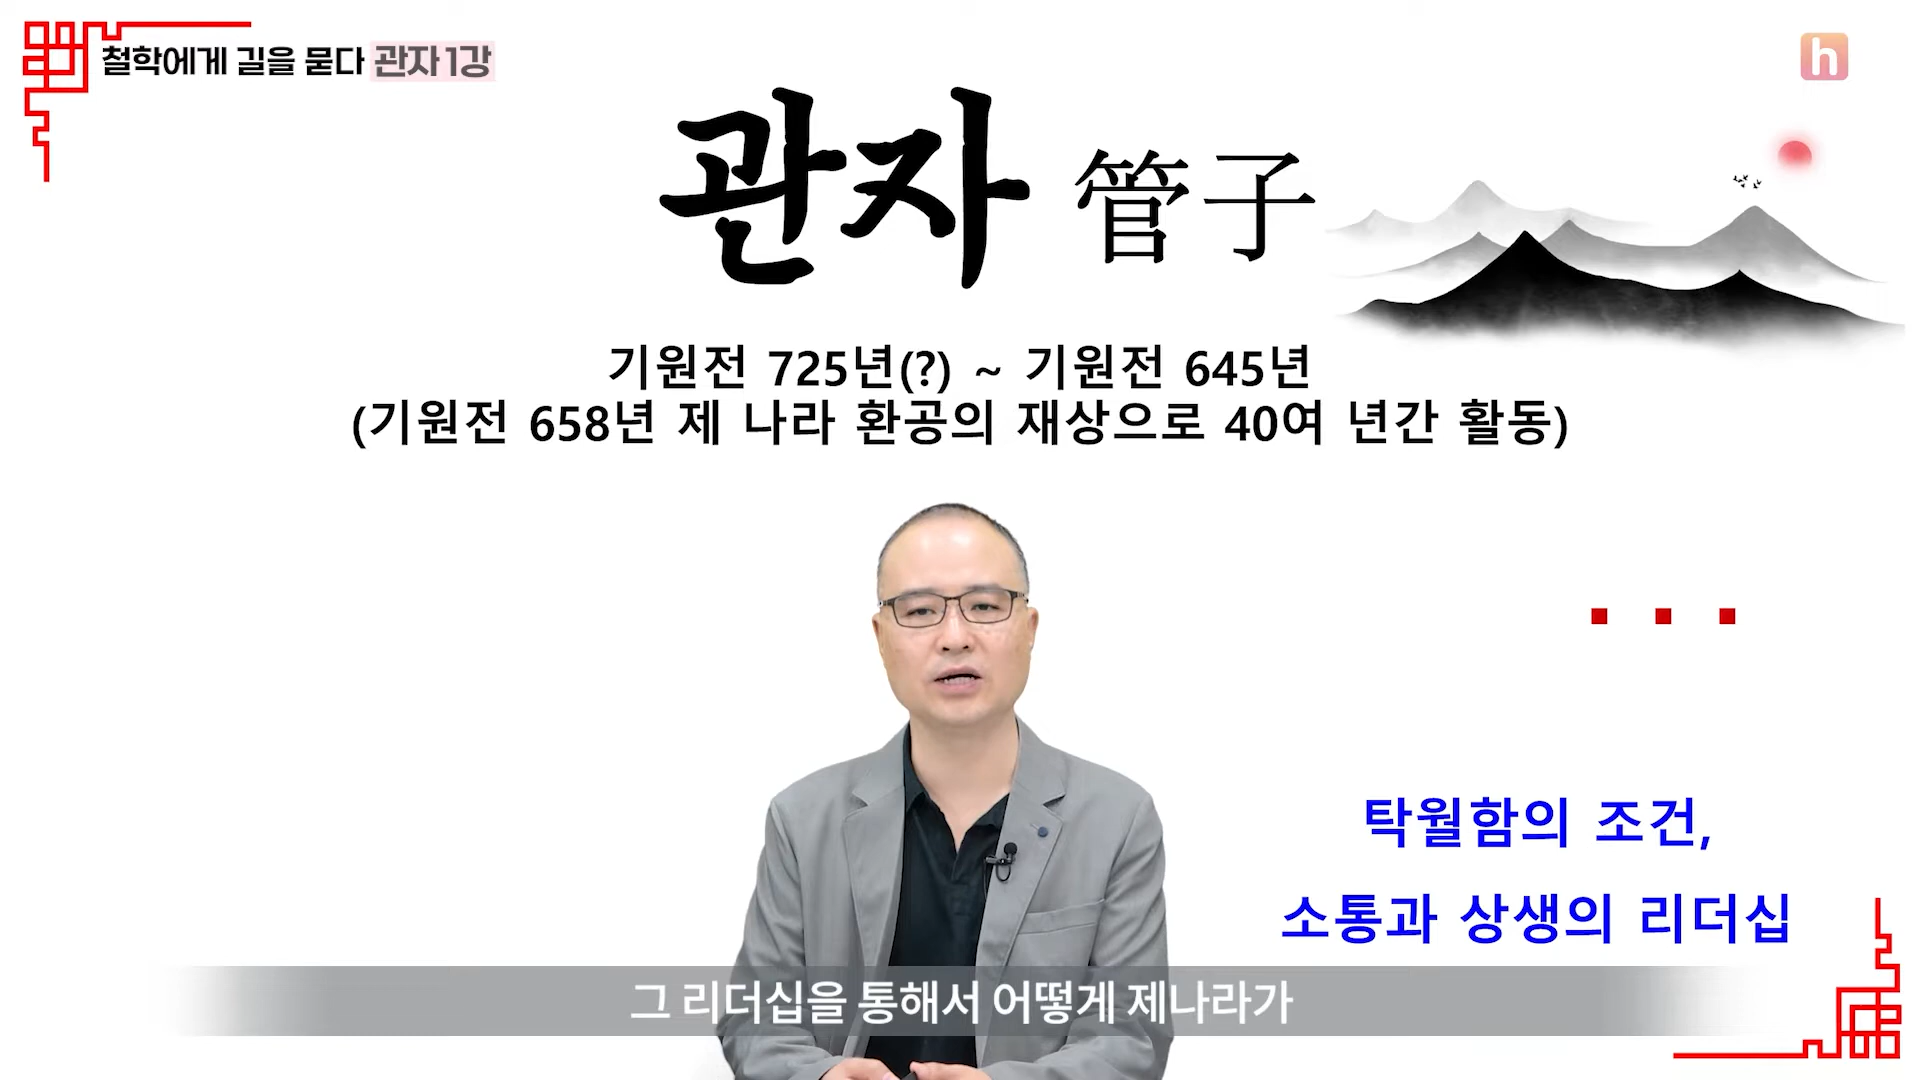 철학에게 길을 묻다 관자 1강
h
관자 管子
기원전 725년(?) ~ 기원전 645년
(기원전 658년 제 나라 환공의 재상으로 40여 년간 활동)
탁월함의 조건,
소통과 상생의 리더십
그 리더십을 통해서 어떻게 제나라가